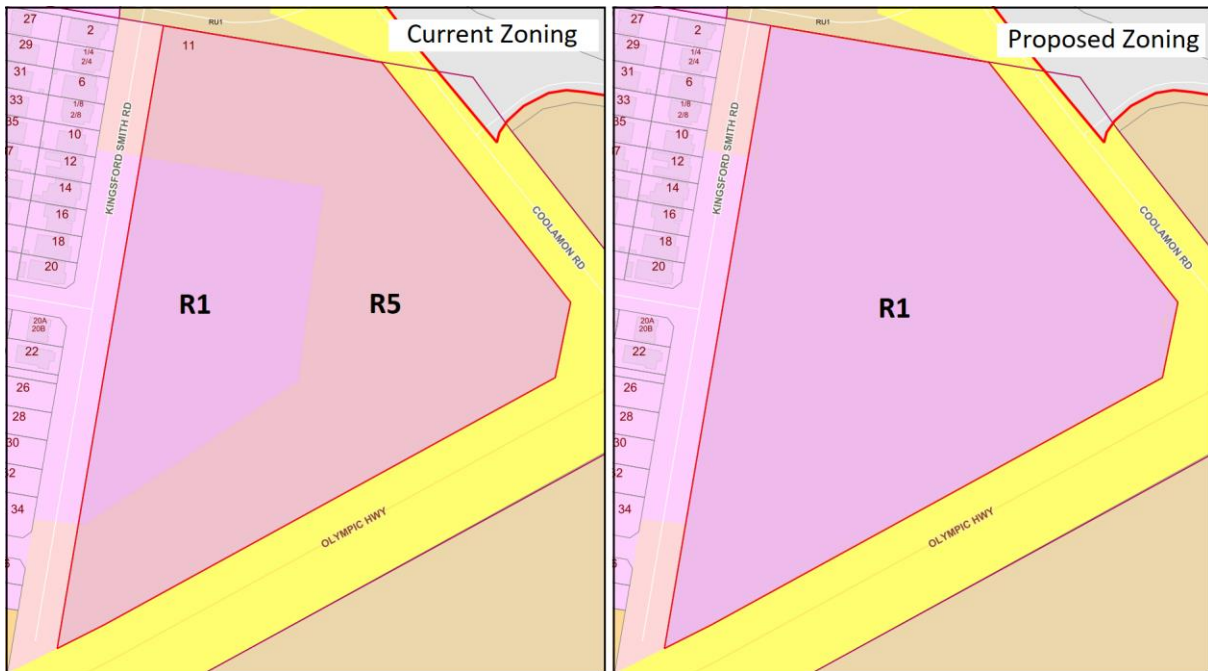 Current Zoning
RU1
27
2
11
29
1/4
2/4
31
6
33
1/8
2/8
35
10
12
14
16
18
20
KINGSFORD SMITH RD
R1
R5
COOLAMON RD
20A
20B
22
26
28
30
34
OLYMPIC HWY
Proposed Zoning
RU1
27
2
29
1/4
2/4
31
6
33
1/8
2/8
35
10
12
14
16
18
20
KINGSFORD SMITH RD
R1
COOLAMON RD
20A
20B
22
26
28
30
34
OLYMPIC HWY